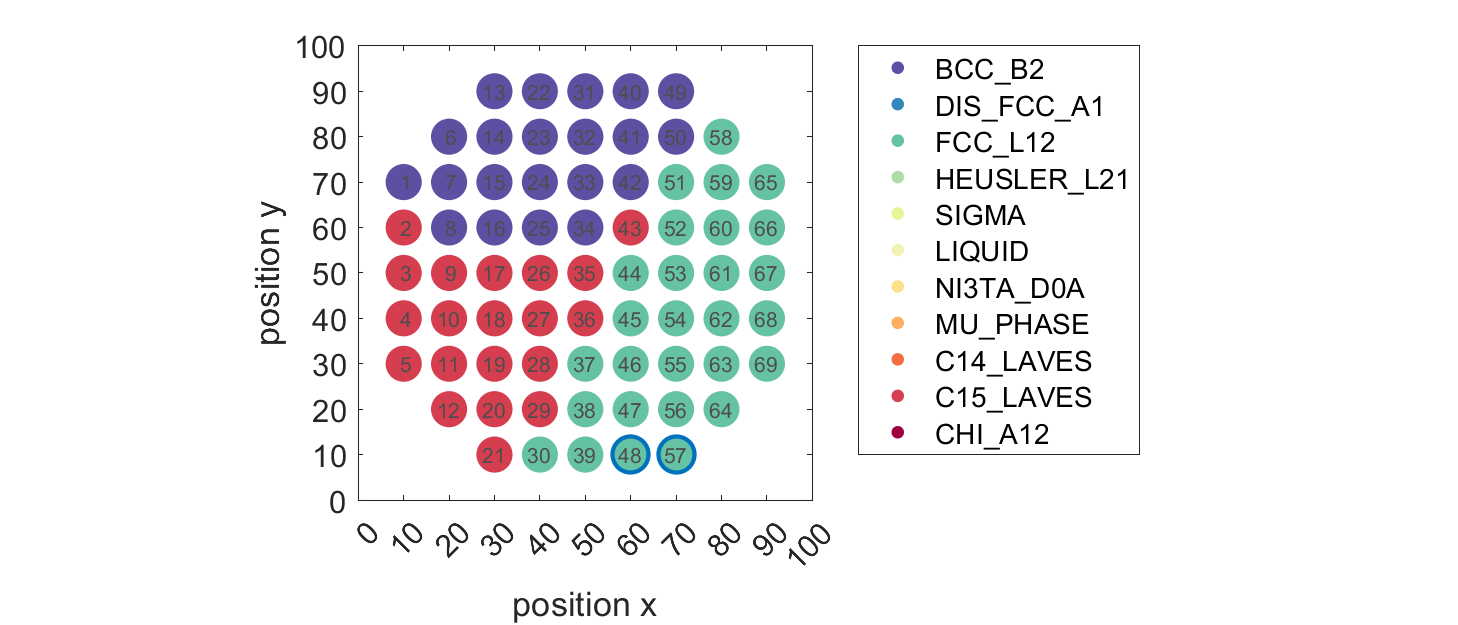 100
90
80
70
60
50
40
30
20
10
0
13 22 31 40 49
6 14 23 32 41 50 58
1 7 15 24 33 42 51 59 65
2 8 16 25 34 43 52 60 66
3 9 17 26 35 44 53 61 67
4 10 18 27 36 45 54 62 68
5 11 19 28 37 46 55 63 69
12 20 29 38 47 56 64
21 30 39 48 57
0 10 20 30 40 50 60 70 80 90 100
position x
position y
BCC_B2
DIS_FCC_A1
FCC_L12
HEUSLER_L21
SIGMA
LIQUID
NI3TA_D0A
MU_PHASE
C14_LAVES
C15_LAVES
CHI_A12